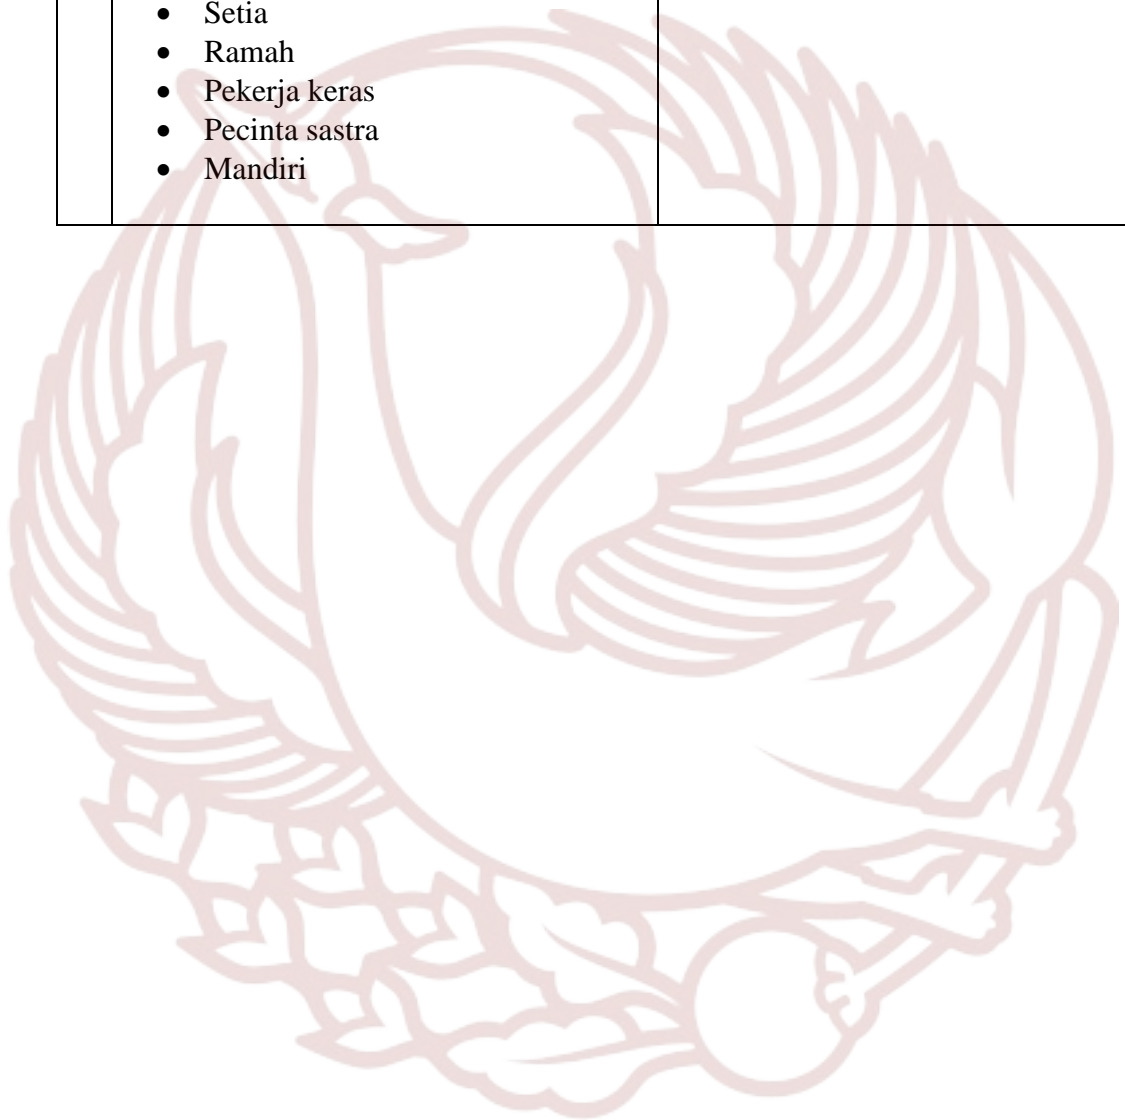 • Setia
• Ramah
• Pekerja keras
• Pecinta sastra
• Mandiri